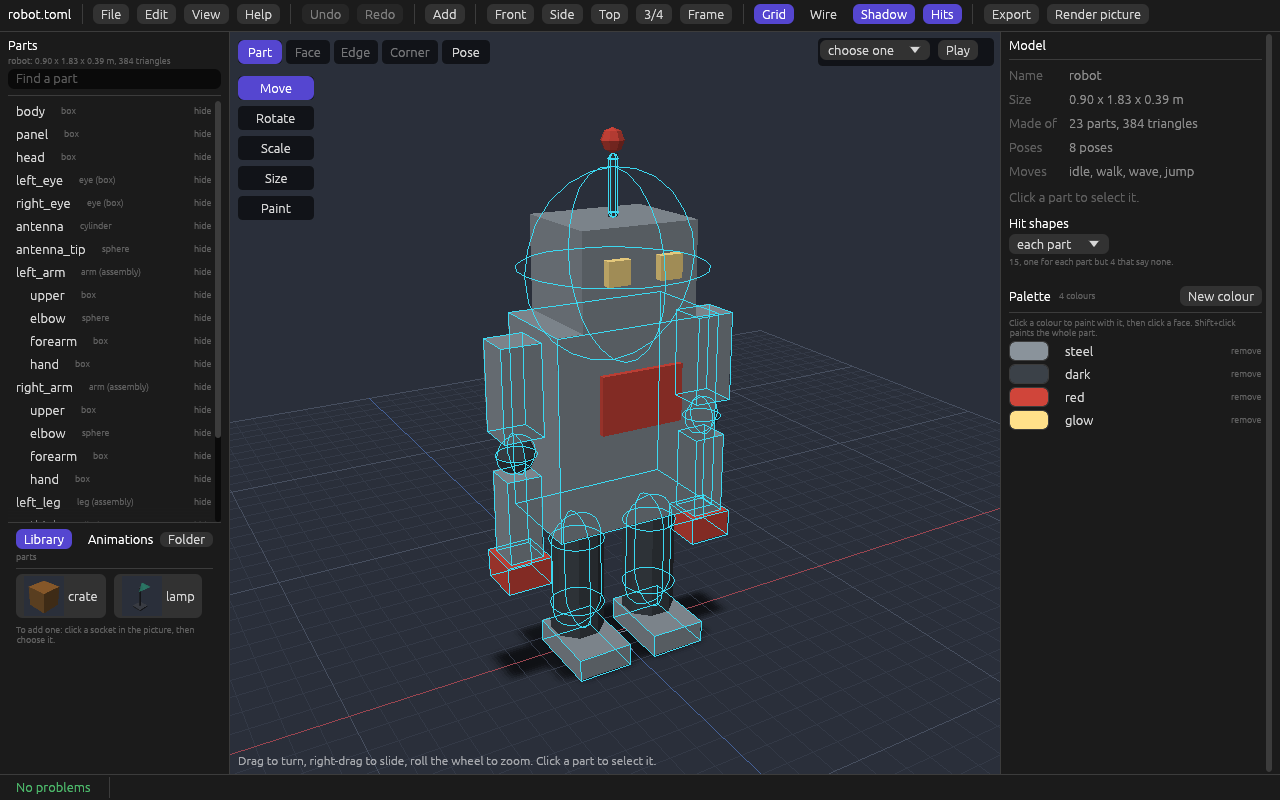 robot.toml File Edit View Help Undo Redo Add Front Side Top 3/4 Frame Grid Wire Shadow Hits Export Render picture
Parts
robot: 0.90 x 1.83 x 0.39 m, 384 triangles
Find a part
body box hide
panel box hide
head box hide
left_eye eye (box) hide
right_eye eye (box) hide
antenna cylinder hide
antenna_tip sphere hide
left_arm arm (assembly) hide
upper box hide
elbow sphere hide
forearm box hide
hand box hide
right_arm arm (assembly) hide
upper box hide
elbow sphere hide
forearm box hide
hand box hide
left_leg leg (assembly) hide
Library Animations Folder
parts
crate lamp
To add one: click a socket in the picture, then
choose it.
Part Face Edge Corner Pose
choose one Play
Move
Rotate
Scale
Size
Paint
Drag to turn, right-drag to slide, roll the wheel to zoom. Click a part to select it.
Model
Name robot
Size 0.90 x 1.83 x 0.39 m
Made of 23 parts, 384 triangles
Poses 8 poses
Moves idle, walk, wave, jump
Click a part to select it.
Hit shapes
each part
15, one for each part but 4 that say none.
Palette 4 colours New colour
Click a colour to paint with it, then click a face. Shift+click
paints the whole part.
steel remove
dark remove
red remove
glow remove
No problems